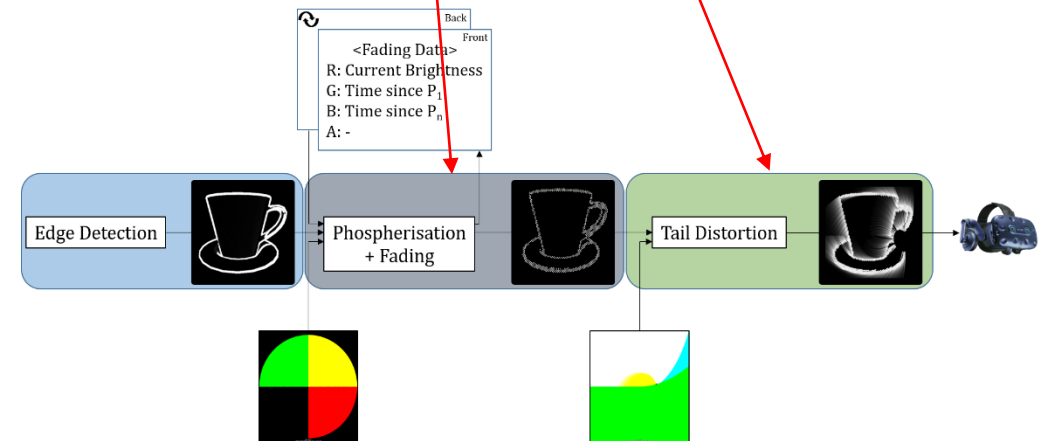 Back
Front
<Fading Data>
R: Current Brightness
G: Time since P1
B: Time since Pn
A: -
Edge Detection
Phospherisation
+ Fading
Tail Distortion